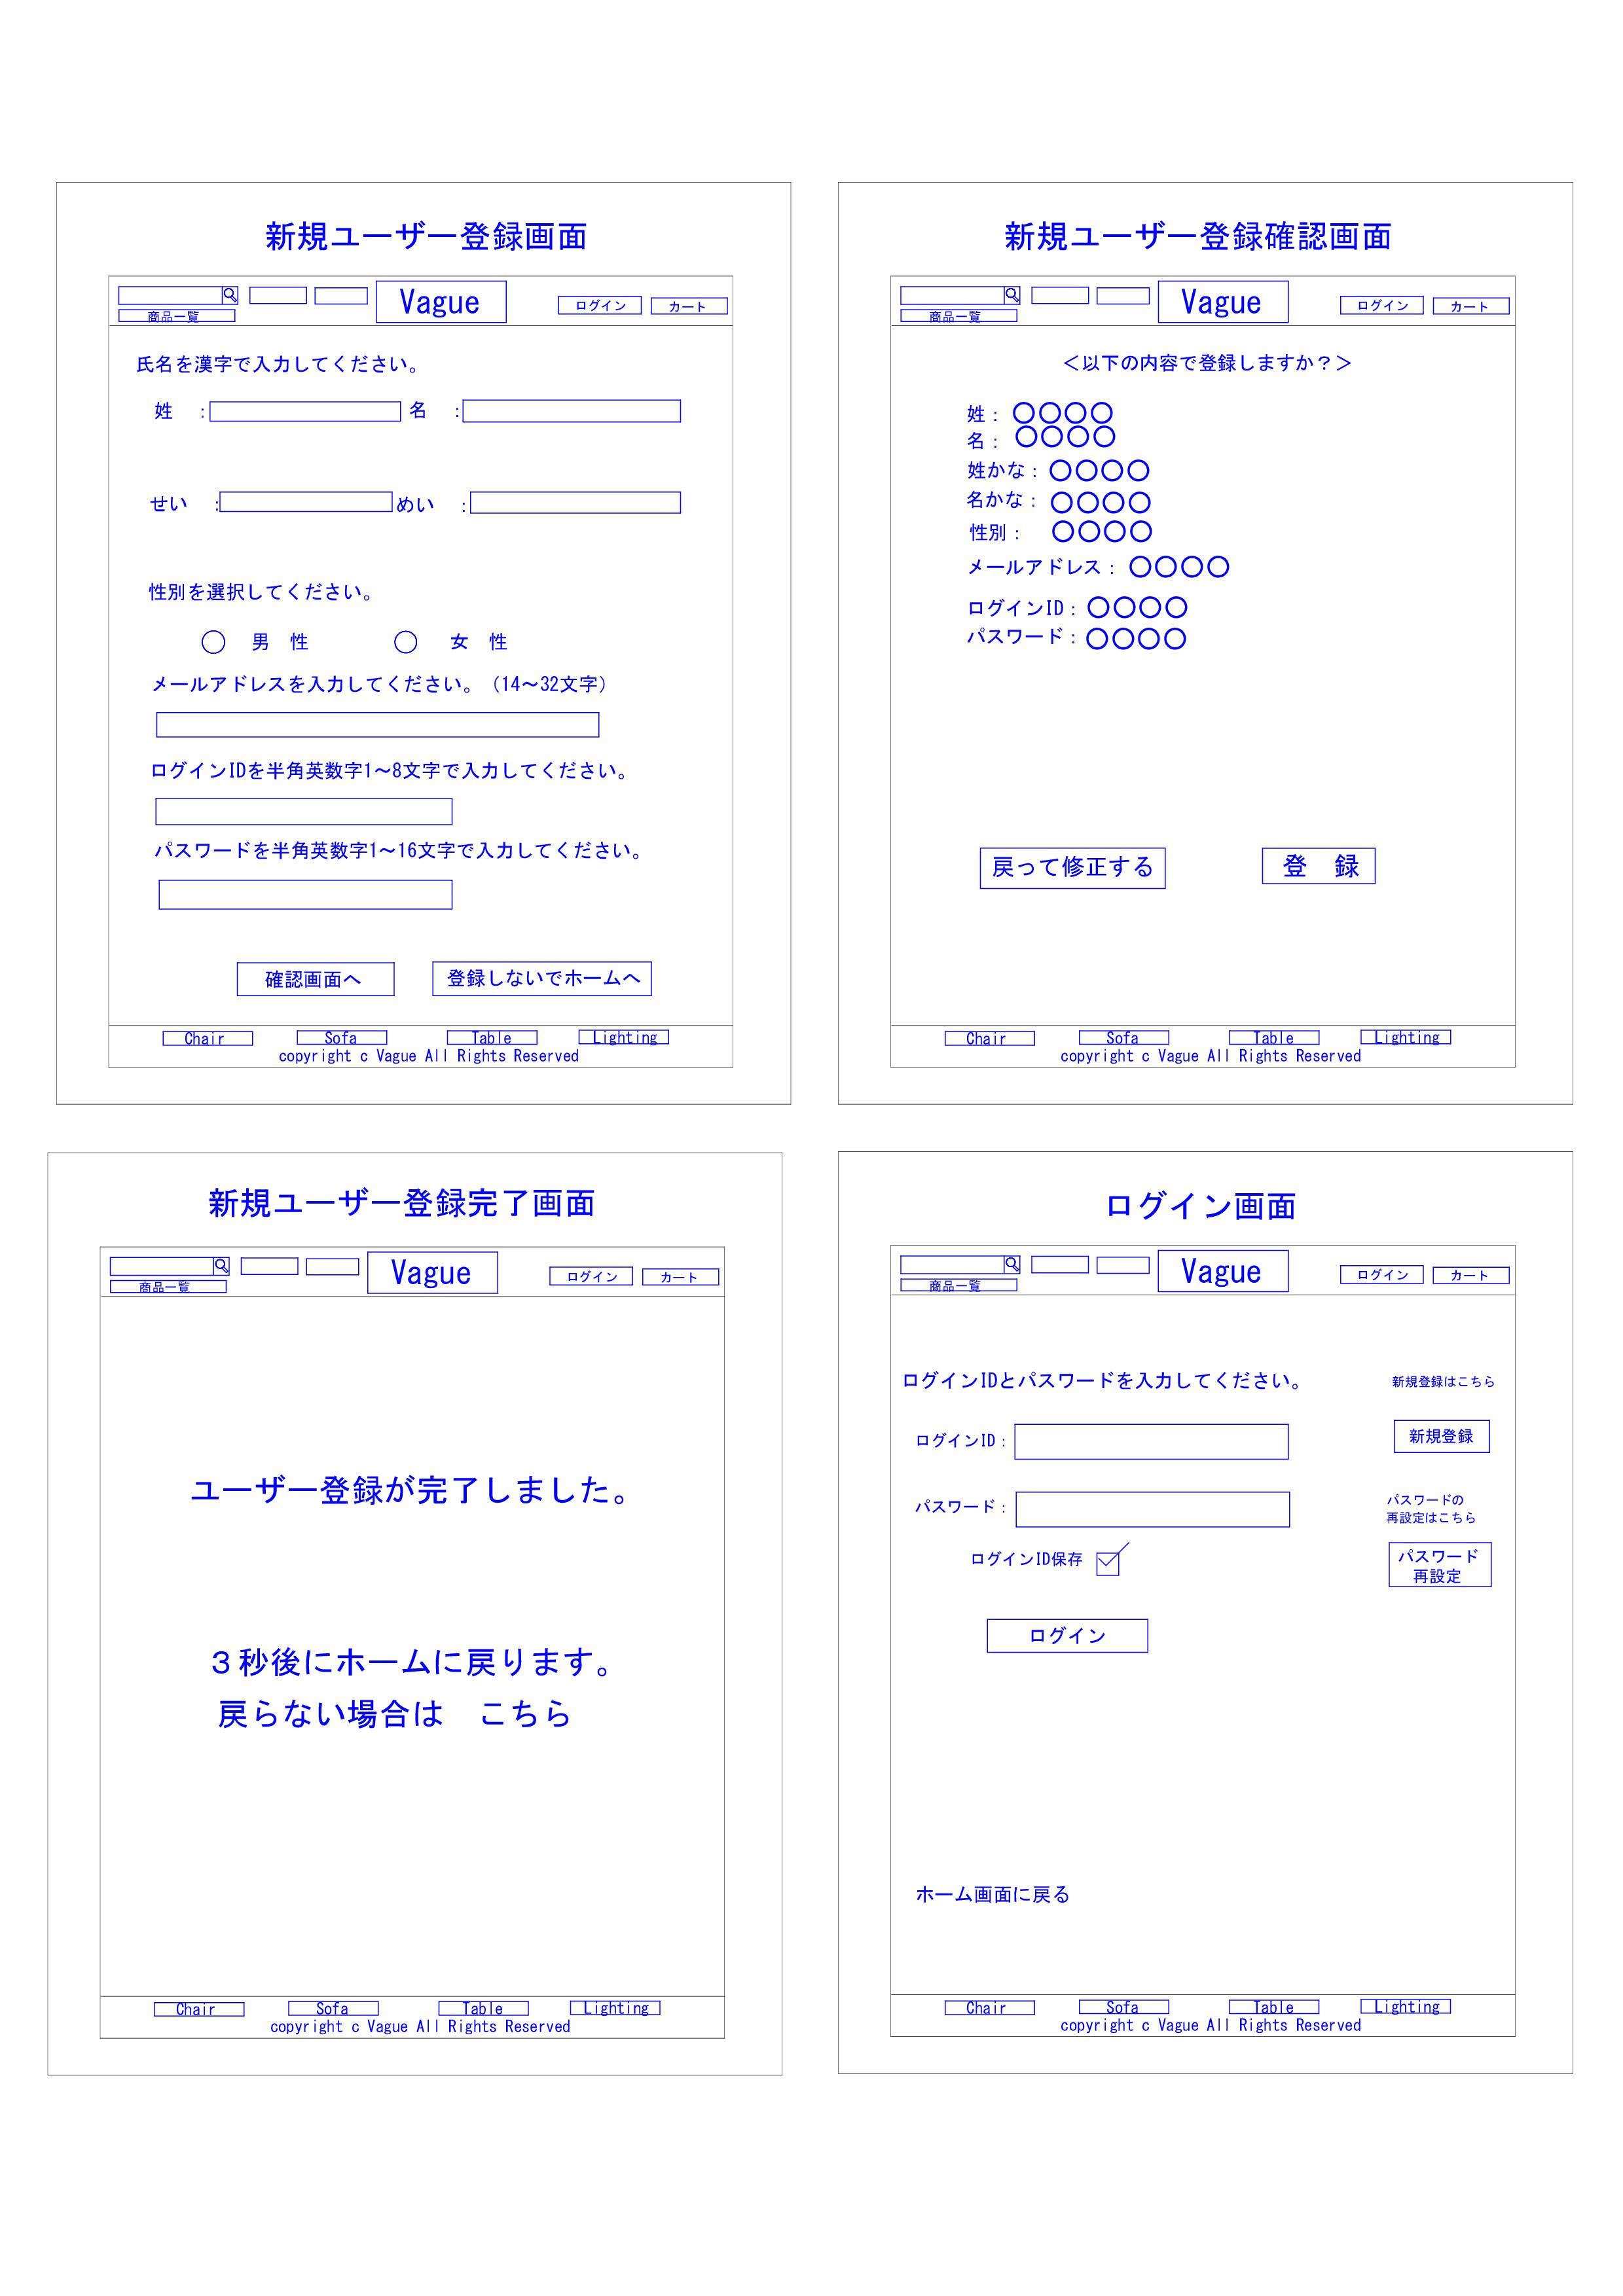 新規ユーザー登録画面
Vague
ログイン カート
商品一覧
氏名を漢字で入力してください。
姓 : 名 :
せい : めい :
性別を選択してください。
男 性 女 性
メールアドレスを入力してください。（14～32文字）
ログインIDを半角英数字1～8文字で入力してください。
パスワードを半角英数字1～16文字で入力してください。
確認画面へ 登録しないでホームへ
Chair Sofa Table Lighting
copyright c Vague All Rights Reserved
新規ユーザー登録確認画面
Vague
ログイン カート
商品一覧
＜以下の内容で登録しますか？＞
姓：○○○○
名：○○○○
姓かな：○○○○
名かな：○○○○
性別： ○○○○
メールアドレス：○○○○
ログインID：○○○○
パスワード：○○○○
戻って修正する 登 録
Chair Sofa Table Lighting
copyright c Vague All Rights Reserved
新規ユーザー登録完了画面
Vague
ログイン カート
商品一覧
ユーザー登録が完了しました。
３秒後にホームに戻ります。
戻らない場合は こちら
Chair Sofa Table Lighting
copyright c Vague All Rights Reserved
ログイン画面
Vague
ログイン カート
商品一覧
ログインIDとパスワードを入力してください。
新規登録はこちら
ログインID：
新規登録
パスワード：
パスワードの
再設定はこちら
ログインID保存
パスワード
再設定
ログイン
ホーム画面に戻る
Chair Sofa Table Lighting
copyright c Vague All Rights Reserved